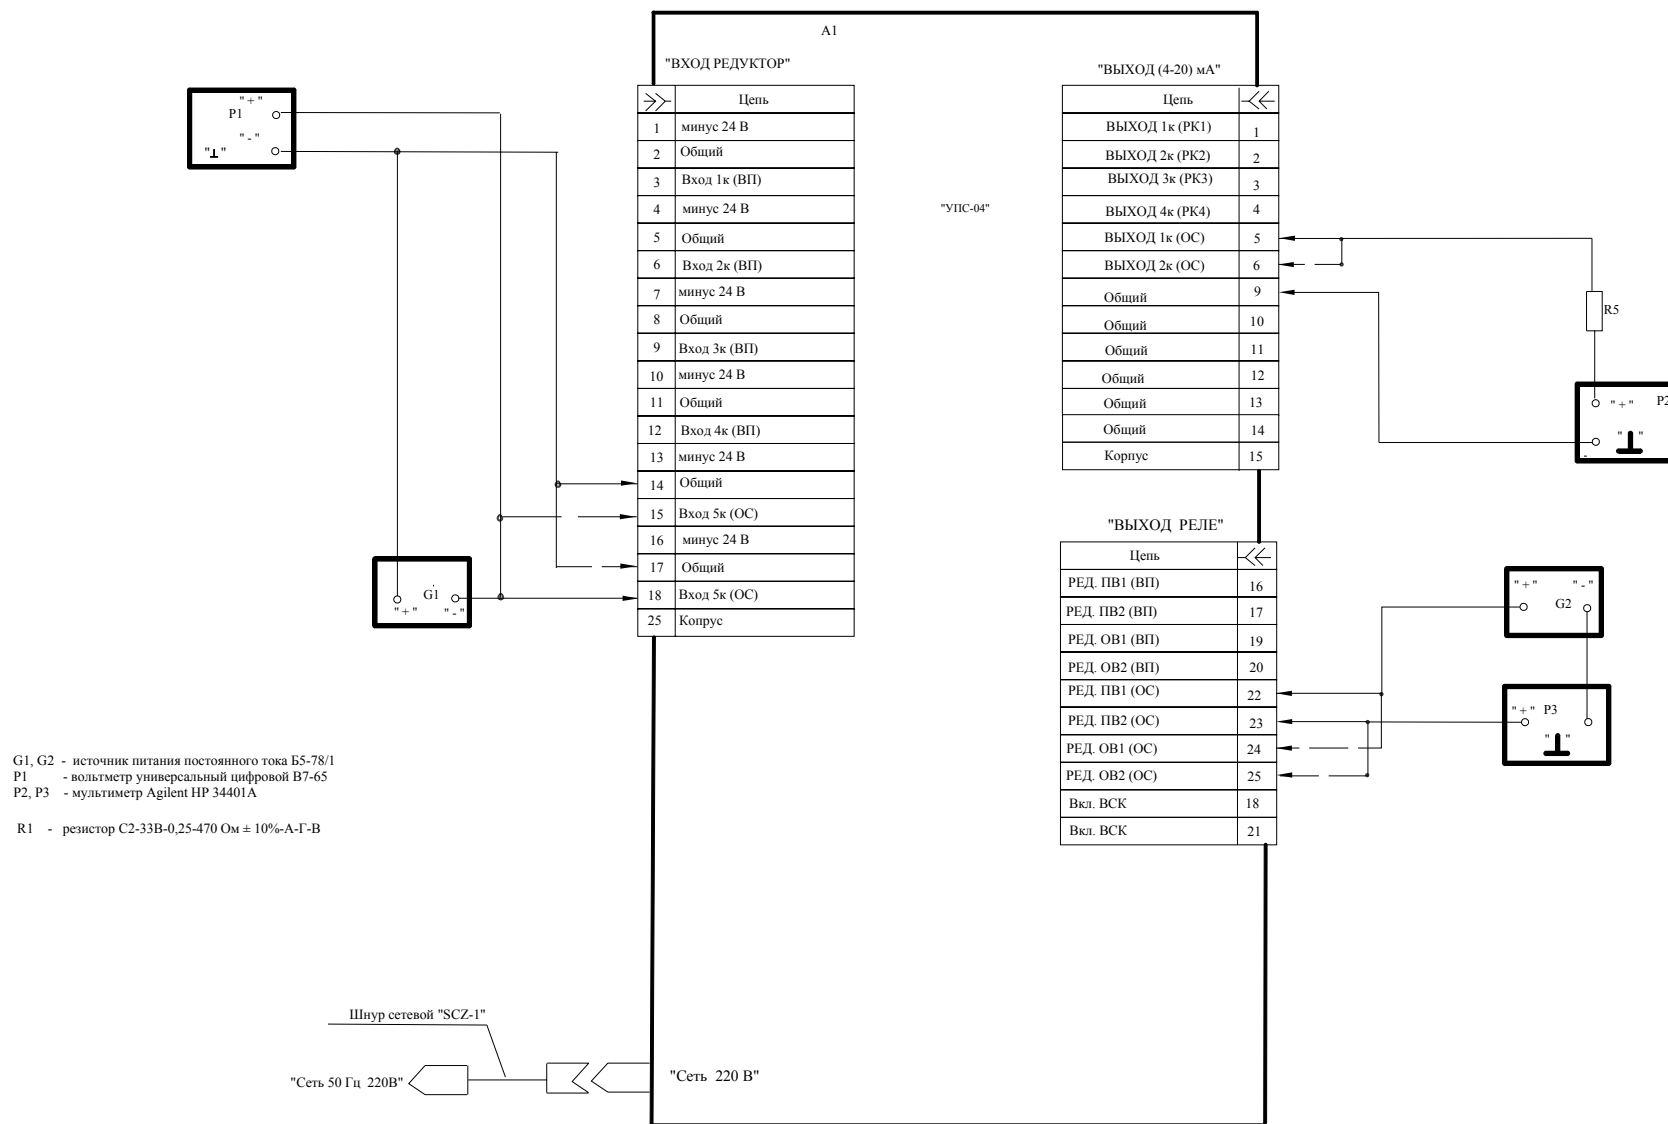 А1
"ВХОД РЕДУКТОР"
Цепь
1 минус 24 В
2 Общий
3 Вход 1к (ВП)
4 минус 24 В
5 Общий
6 Вход 2к (ВП)
7 минус 24 В
8 Общий
9 Вход 3к (ВП)
10 минус 24 В
11 Общий
12 Вход 4к (ВП)
13 минус 24 В
14 Общий
15 Вход 5к (ОС)
16 минус 24 В
17 Общий
18 Вход 5к (ОС)
25 Копрус
"УПС-04"
"ВЫХОД (4-20) мА"
Цепь
ВЫХОД 1к (РК1) 1
ВЫХОД 2к (РК2) 2
ВЫХОД 3к (РК3) 3
ВЫХОД 4к (РК4) 4
ВЫХОД 1к (ОС) 5
ВЫХОД 2к (ОС) 6
Общий 9
Общий 10
Общий 11
Общий 12
Общий 13
Общий 14
Корпус 15
"ВЫХОД РЕЛЕ"
Цепь
РЕД. ПВ1 (ВП) 16
РЕД. ПВ2 (ВП) 17
РЕД. ОВ1 (ВП) 19
РЕД. ОВ2 (ВП) 20
РЕД. ПВ1 (ОС) 22
РЕД. ПВ2 (ОС) 23
РЕД. ОВ1 (ОС) 24
РЕД. ОВ2 (ОС) 25
Вкл. ВСК 18
Вкл. ВСК 21
"+"
Р1
"-"
"⊥"
G1
"+" "-"
R5
"+" Р2
"⊥"
-
"+" "-"
G2
"+" Р3
"⊥"
G1, G2 - источник питания постоянного тока Б5-78/1
Р1 - вольтметр универсальный цифровой В7-65
Р2, Р3 - мультиметр Agilent HP 34401A
R1 - резистор С2-33В-0,25-470 Ом ± 10%-А-Г-В
Шнур сетевой "SCZ-1"
"Сеть 50 Гц 220В"
"Сеть 220 В"